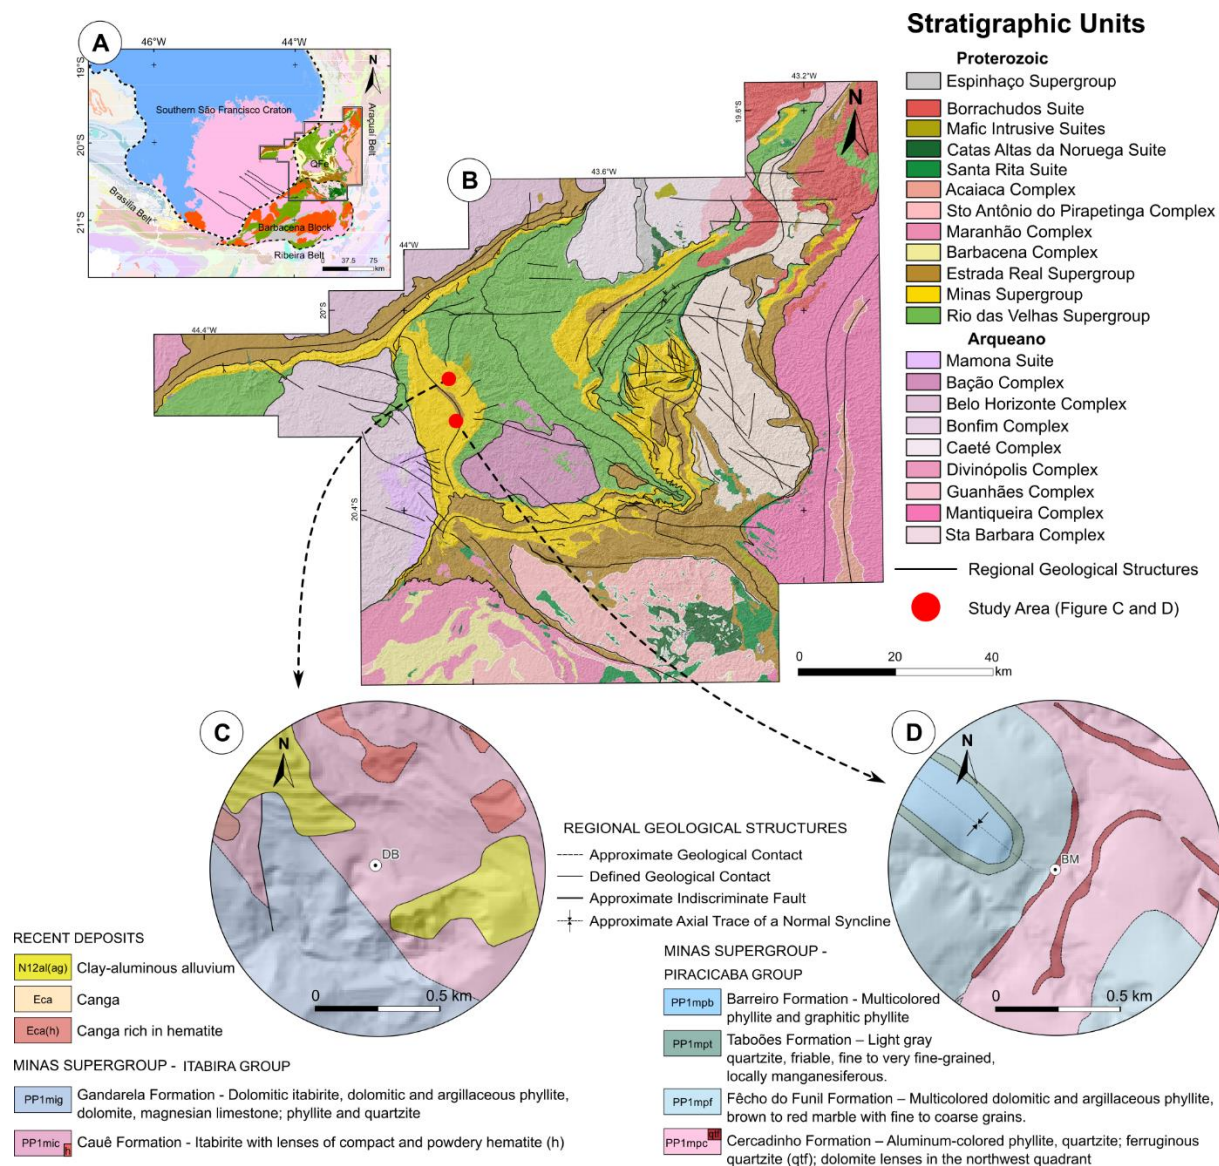 A
46°W
44°W
19°S
20°S
21°S
N
Southern São Francisco Craton
Araçuaí Belt
QFe
Brasília Belt
Barbacena Block
Ribeira Belt
0 37.5 75
km
B
43.2°W
19.6°S
N
43.6°W
44°W
20°S
44.4°W
20.4°S
Stratigraphic Units
Proterozoic
Espinhaço Supergroup
Borrachudos Suite
Mafic Intrusive Suites
Catas Altas da Noruega Suite
Santa Rita Suite
Acaiaca Complex
Sto Antônio do Pirapetinga Complex
Maranhão Complex
Barbacena Complex
Estrada Real Supergroup
Minas Supergroup
Rio das Velhas Supergroup
Arqueano
Mamona Suite
Bação Complex
Belo Horizonte Complex
Bonfim Complex
Caeté Complex
Divinópolis Complex
Guanhães Complex
Mantiqueira Complex
Sta Barbara Complex
Regional Geological Structures
Study Area (Figure C and D)
0 20 40
km
C
N
DB
0 0.5 km
REGIONAL GEOLOGICAL STRUCTURES
Approximate Geological Contact
Defined Geological Contact
Approximate Indiscriminate Fault
Approximate Axial Trace of a Normal Syncline
D
N
BM
0 0.5 km
RECENT DEPOSITS
N12al(ag) Clay-aluminous alluvium
Eca Canga
Eca(h) Canga rich in hematite
MINAS SUPERGROUP - ITABIRA GROUP
PP1mig Gandarela Formation - Dolomitic itabirite, dolomitic and argillaceous phyllite,
dolomite, magnesian limestone; phyllite and quartzite
PP1mic h Cauê Formation - Itabirite with lenses of compact and powdery hematite (h)
MINAS SUPERGROUP -
PIRACICABA GROUP
PP1mpb Barreiro Formation - Multicolored
phyllite and graphitic phyllite
PP1mpt Taboões Formation – Light gray
quartzite, friable, fine to very fine-grained,
locally manganesiferous.
PP1mpf Fêcho do Funil Formation – Multicolored dolomitic and argillaceous phyllite,
brown to red marble with fine to coarse grains.
PP1mpc qtf Cercadinho Formation – Aluminum-colored phyllite, quartzite; ferruginous
quartzite (qtf); dolomite lenses in the northwest quadrant